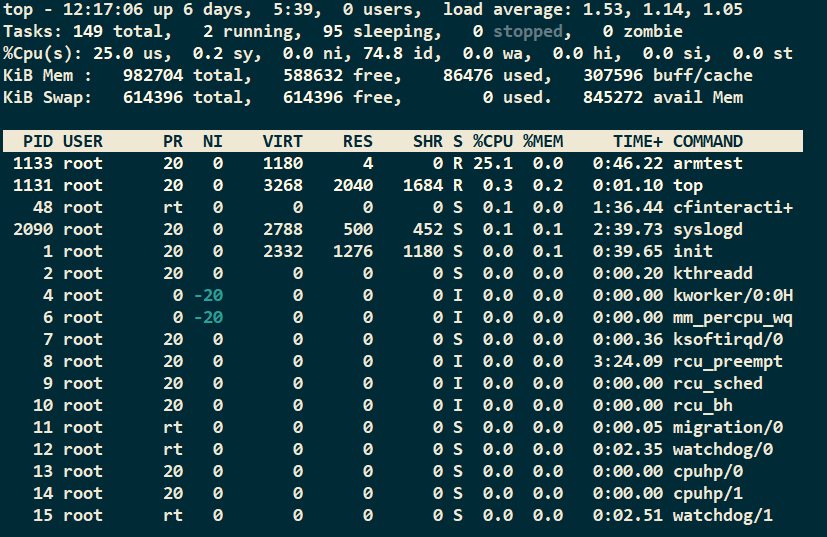 top - 12:17:06 up 6 days,  5:39,  0 users,  load average: 1.53, 1.14, 1.05
Tasks: 149 total,   2 running,  95 sleeping,   0 stopped,   0 zombie
%Cpu(s): 25.0 us,  0.2 sy,  0.0 ni, 74.8 id,  0.0 wa,  0.0 hi,  0.0 si,  0.0 st
KiB Mem :   982704 total,   588632 free,    86476 used,   307596 buff/cache
KiB Swap:   614396 total,   614396 free,        0 used.   845272 avail Mem
  PID USER      PR  NI    VIRT    RES    SHR S %CPU %MEM     TIME+ COMMAND
 1133 root      20   0    1180      4      0 R 25.1  0.0   0:46.22 armtest
 1131 root      20   0    3268   2040   1684 R  0.3  0.2   0:01.10 top
   48 root      rt   0       0      0      0 S  0.1  0.0   1:36.44 cfinteracti+
 2090 root      20   0    2788    500    452 S  0.1  0.1   2:39.73 syslogd
    1 root      20   0    2332   1276   1180 S  0.0  0.1   0:39.65 init
    2 root      20   0       0      0      0 S  0.0  0.0   0:00.20 kthreadd
    4 root       0 -20       0      0      0 I  0.0  0.0   0:00.00 kworker/0:0H
    6 root       0 -20       0      0      0 I  0.0  0.0   0:00.00 mm_percpu_wq
    7 root      20   0       0      0      0 S  0.0  0.0   0:00.36 ksoftirqd/0
    8 root      20   0       0      0      0 I  0.0  0.0   3:24.09 rcu_preempt
    9 root      20   0       0      0      0 I  0.0  0.0   0:00.00 rcu_sched
   10 root      20   0       0      0      0 I  0.0  0.0   0:00.00 rcu_bh
   11 root      rt   0       0      0      0 S  0.0  0.0   0:00.05 migration/0
   12 root      rt   0       0      0      0 S  0.0  0.0   0:02.35 watchdog/0
   13 root      20   0       0      0      0 S  0.0  0.0   0:00.00 cpuhp/0
   14 root      20   0       0      0      0 S  0.0  0.0   0:00.00 cpuhp/1
   15 root      rt   0       0      0      0 S  0.0  0.0   0:02.51 watchdog/1